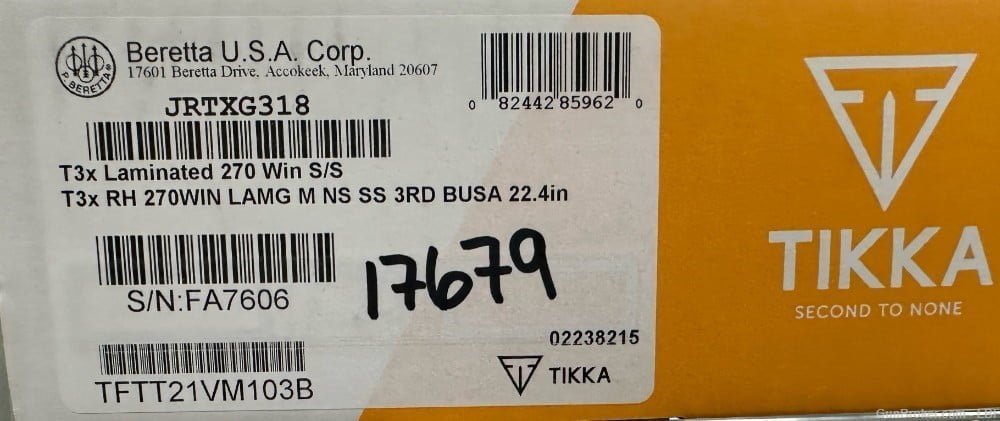 Beretta U.S.A. Corp.
17601 Beretta Drive, Accokeek, Maryland 20607
P. BERETTA
JRTXG318
0 82442 85962 0
T3x Laminated 270 Win S/S
T3x RH 270WIN LAMG M NS SS 3RD BUSA 22.4in
S/N:FA7606
17679
02238215
TFTT21VM103B
TIKKA
TIKKA
SECOND TO NONE